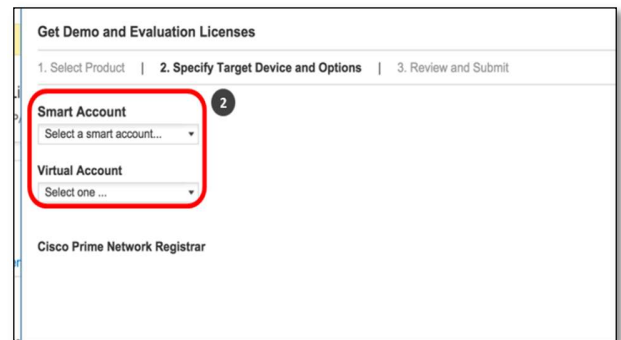 Get Demo and Evaluation Licenses
1. Select Product | 2. Specify Target Device and Options | 3. Review and Submit
Smart Account
2
Select a smart account...
Virtual Account
Select one ...
Cisco Prime Network Registrar